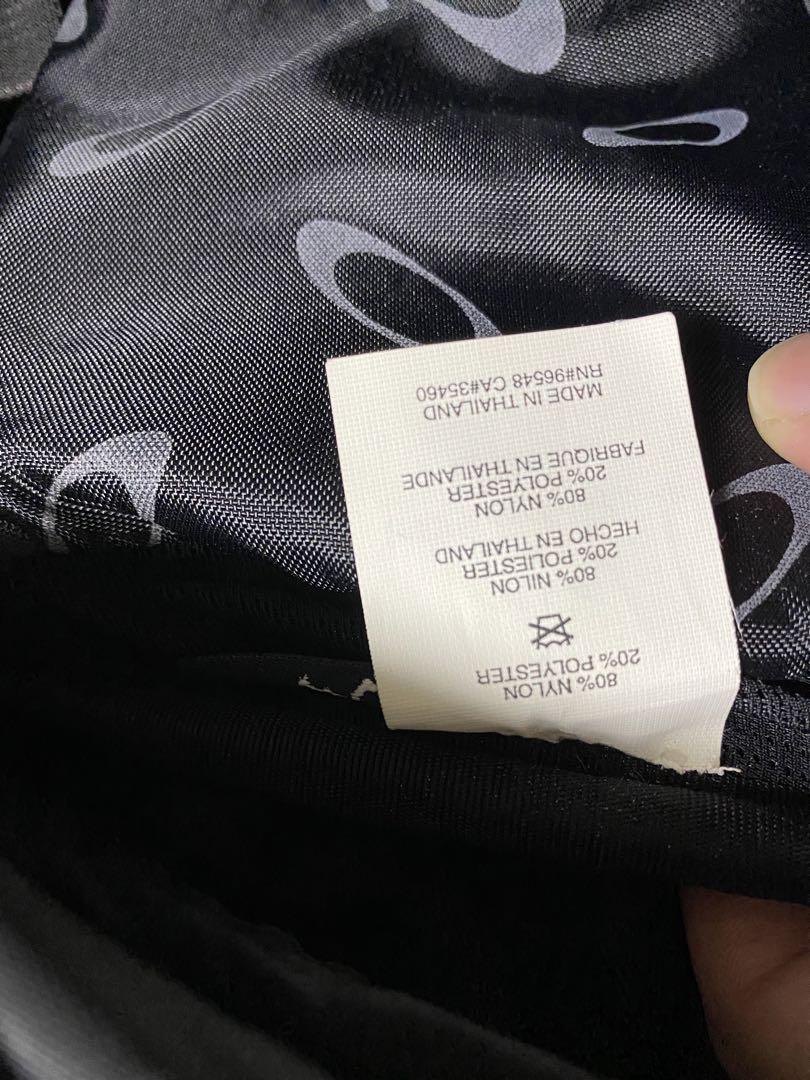 80% NYLON
20% POLYESTER
80% NILON
20% POLIESTER
HECHO EN THAILAND
80% NYLON
20% POLYESTER
FABRIQUE EN THAILANDE
MADE IN THAILAND
RN#96548 CA#35460